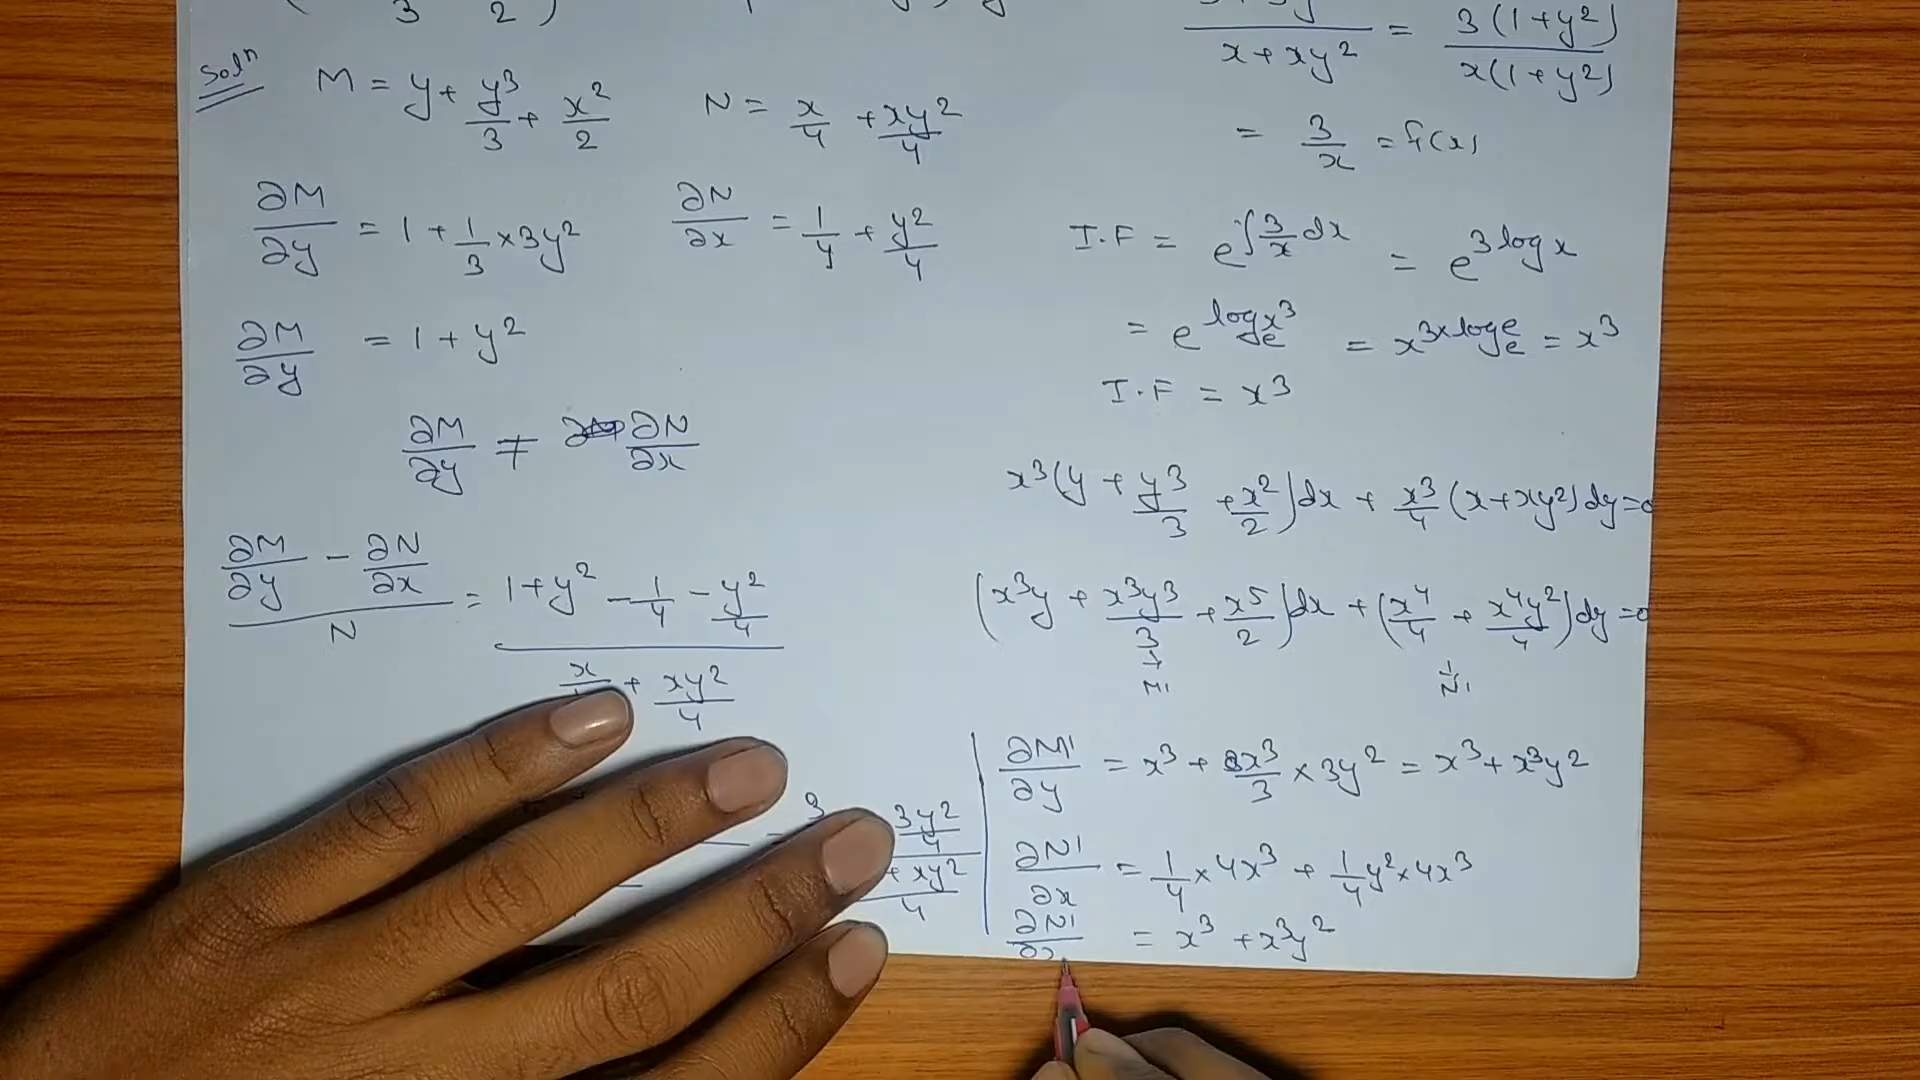 3 2
Solⁿ
M = y + y³/3 + x²/2
N = x/4 + xy²/4
∂M/∂y = 1 + 1/3 × 3y²
∂N/∂x = 1/4 + y²/4
∂M/∂y = 1 + y²
∂M/∂y ≠ ∂N/∂x
(∂M/∂y - ∂N/∂x)/N = (1 + y² - 1/4 - y²/4)/(x + xy²/4)
= 3 3y²/4
+ xy²/4
x + xy² = 3(1 + y²)/x(1 + y²)
= 3/x = f(x)
I.F = e^∫3/x dx = e^3 log x
= e^log_e x³ = x^3×log_e e = x³
I.F = x³
x³(y + y³/3 + x²/2)dx + x³/4 (x + xy²)dy = 0
(x³y + x³y³/3 + x⁵/2)dx + (x⁴/4 + x⁴y²/4)dy = 0
M' N'
∂M'/∂y = x³ + x³/3 × 3y² = x³ + x³y²
∂N'/∂x = 1/4 × 4x³ + 1/4 y² × 4x³
∂N'/∂x = x³ + x³y²